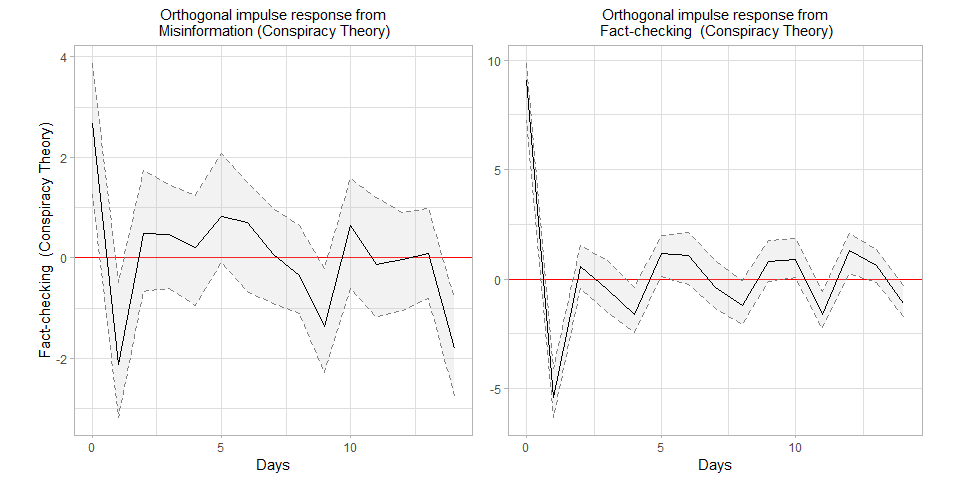 Orthogonal impulse response from
Misinformation (Conspiracy Theory)
Fact-checking (Conspiracy Theory)
4
2
0
-2
0
5
10
Days
Orthogonal impulse response from
Fact-checking (Conspiracy Theory)
10
5
0
-5
0
5
10
Days